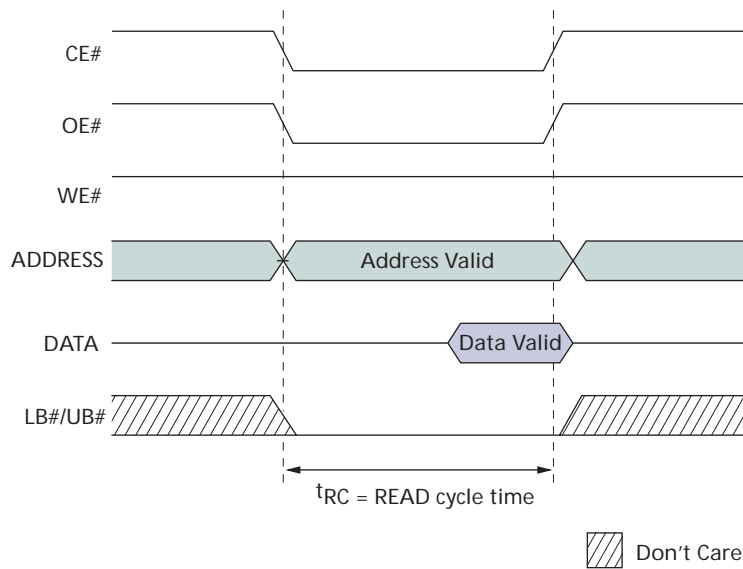 CE#
OE#
WE#
ADDRESS
Address Valid
DATA
Data Valid
LB#/UB#
tRC = READ cycle time
Don't Care